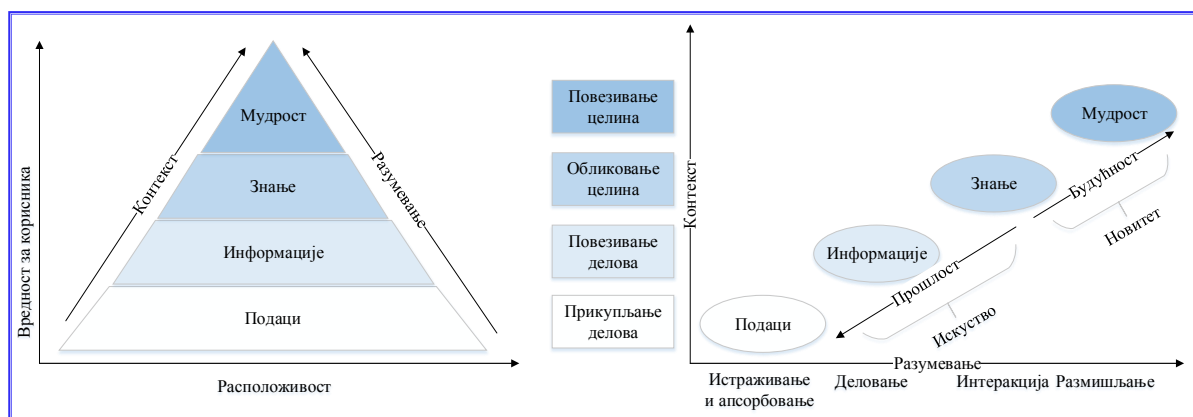 Вредност за корисника
Контекст
Разумевање
Мудрост
Знање
Информације
Подаци
Расположивост
Повезивање
целина
Обликовање
целина
Повезивање
делова
Прикупљање
делова
Контекст
Мудрост
Знање
Информације
Подаци
Будућност
Новитет
Прошлост
Искуство
Разумевање
Истраживање
и апсорбовање
Деловање
Интеракција
Размишљање